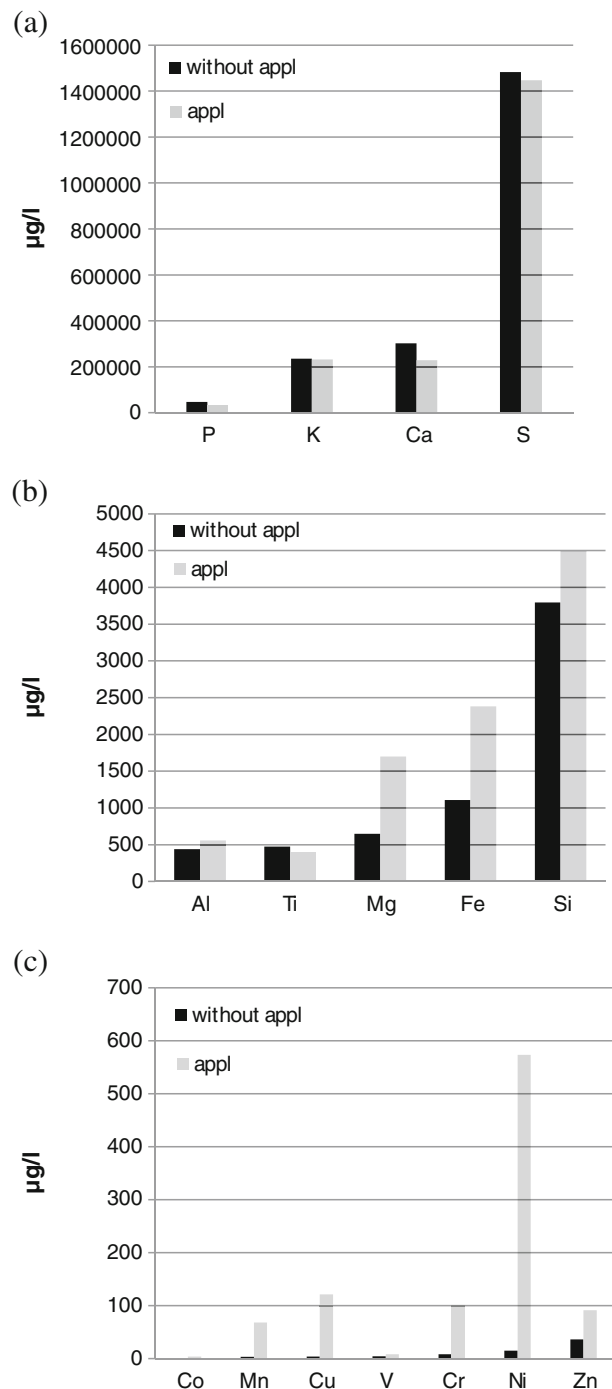 (a)
1600000
1400000
1200000
1000000
800000
600000
400000
200000
0
µg/l
without appl
appl
P K Ca S
(b)
5000
4500
4000
3500
3000
2500
2000
1500
1000
500
0
µg/l
without appl
appl
Al Ti Mg Fe Si
(c)
700
600
500
400
300
200
100
0
µg/l
without appl
appl
Co Mn Cu V Cr Ni Zn